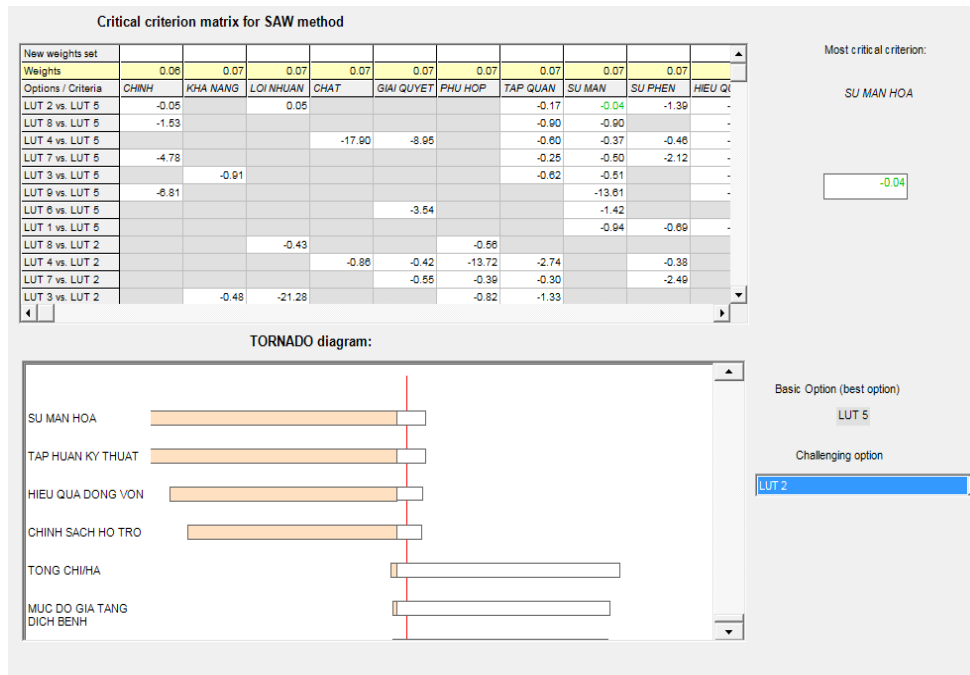 Critical criterion matrix for SAW method
New weights set
Weights 0.06 0.07 0.07 0.07 0.07 0.07 0.07 0.07 0.07
Options / Criteria CHINH KHA NANG LOI NHUAN CHAT GIAI QUYET PHU HOP TAP QUAN SU MAN SU PHEN HIEU QU
LUT 2 vs. LUT 5 -0.05 0.05 -0.17 -0.04 -1.39 -
LUT 8 vs. LUT 5 -1.53 -0.90 -0.90 -
LUT 4 vs. LUT 5 -17.90 -8.95 -0.60 -0.37 -0.46 -
LUT 7 vs. LUT 5 -4.78 -0.25 -0.50 -2.12 -
LUT 3 vs. LUT 5 -0.91 -0.62 -0.51 -
LUT 9 vs. LUT 5 -6.81 -13.61 -
LUT 6 vs. LUT 5 -3.54 -1.42 -
LUT 1 vs. LUT 5 -0.94 -0.69 -
LUT 8 vs. LUT 2 -0.43 -0.56
LUT 4 vs. LUT 2 -0.86 -0.42 -13.72 -2.74 -0.38
LUT 7 vs. LUT 2 -0.55 -0.39 -0.30 -2.49
LUT 3 vs. LUT 2 -0.48 -21.28 -0.82 -1.33
Most critical criterion:
SU MAN HOA
-0.04
TORNADO diagram:
SU MAN HOA
TAP HUAN KY THUAT
HIEU QUA DONG VON
CHINH SACH HO TRO
TONG CHI/HA
MUC DO GIA TANG
DICH BENH
Basic Option (best option)
LUT 5
Challenging option
LUT 2